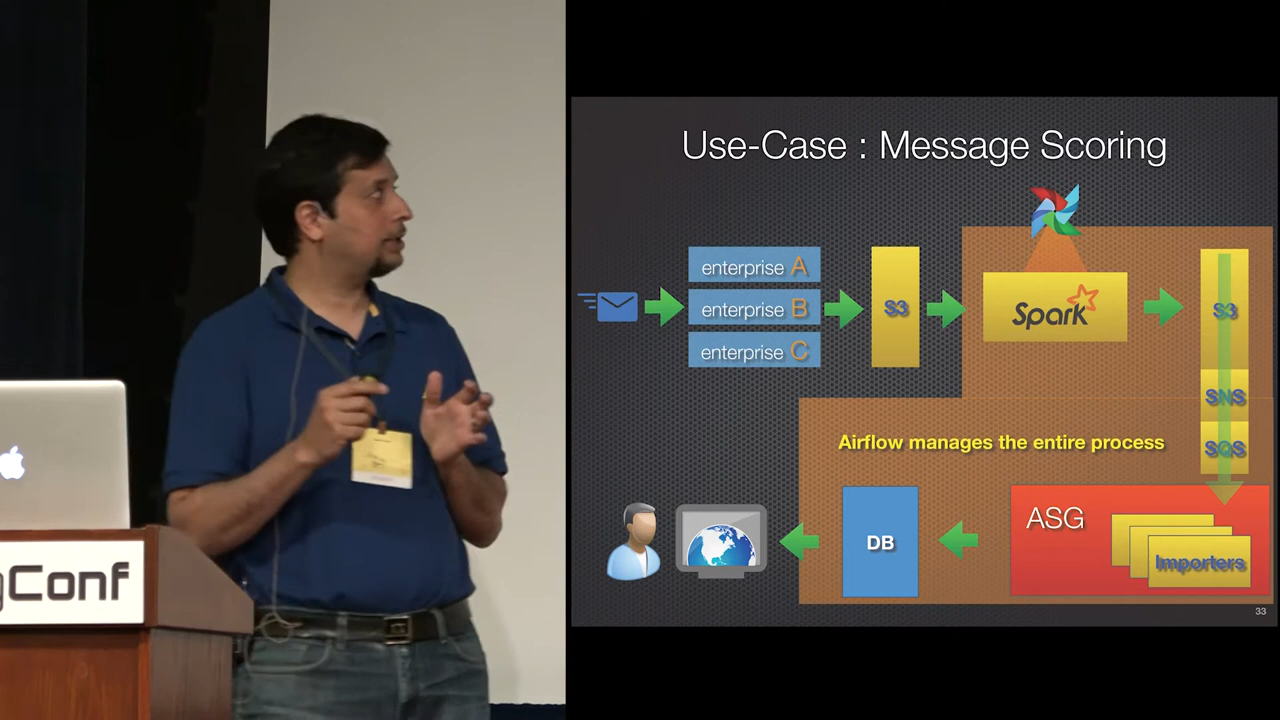 Use-Case : Message Scoring
enterprise A
enterprise B
enterprise C
S3
Spark
S3
SNS
SQS
Airflow manages the entire process
ASG
Importers
DB
33
gConf